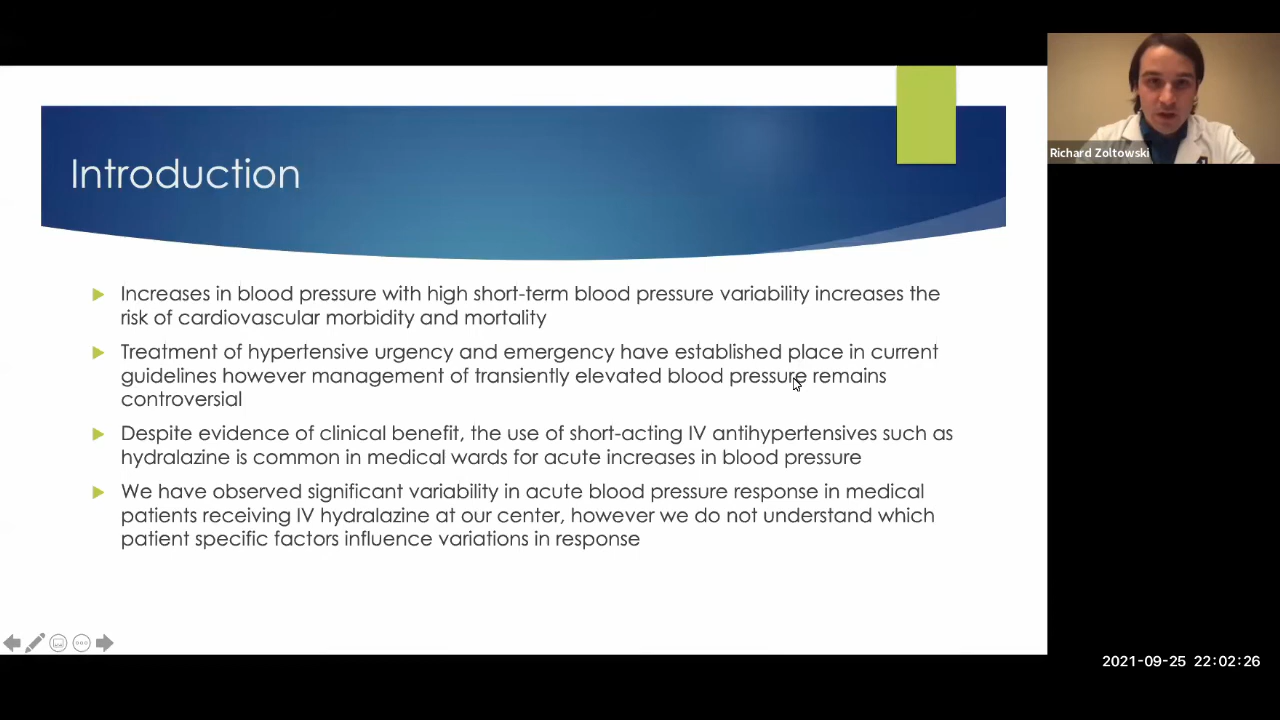 Introduction
Increases in blood pressure with high short-term blood pressure variability increases the
risk of cardiovascular morbidity and mortality
Treatment of hypertensive urgency and emergency have established place in current
guidelines however management of transiently elevated blood pressure remains
controversial
Despite evidence of clinical benefit, the use of short-acting IV antihypertensives such as
hydralazine is common in medical wards for acute increases in blood pressure
We have observed significant variability in acute blood pressure response in medical
patients receiving IV hydralazine at our center, however we do not understand which
patient specific factors influence variations in response
Richard Zoltowski
2021-09-25 22:02:26